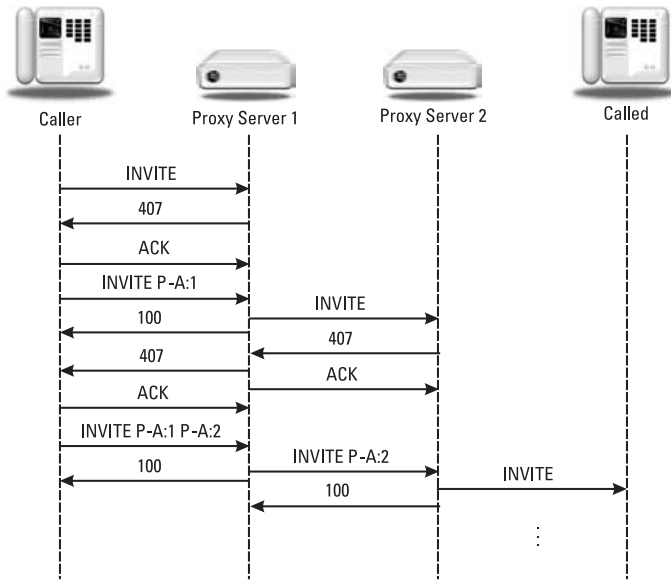 Caller
Proxy Server 1
Proxy Server 2
Called
INVITE
407
ACK
INVITE P-A:1
INVITE
100
407
407
ACK
ACK
INVITE P-A:1 P-A:2
INVITE P-A:2
100
INVITE
100